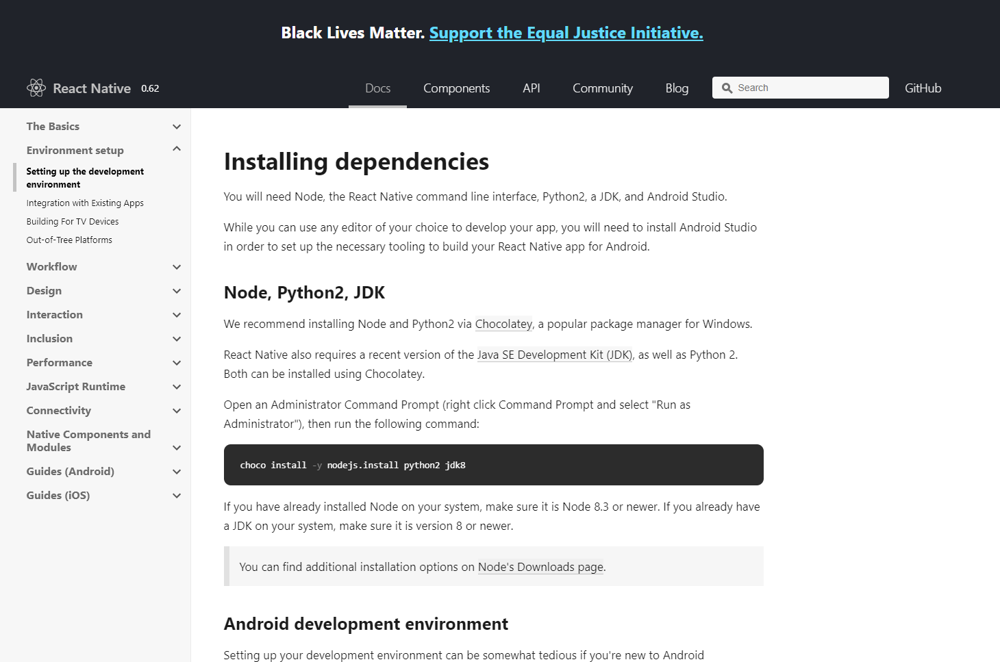 Black Lives Matter. Support the Equal Justice Initiative.
React Native 0.62 Docs Components API Community Blog Search GitHub
The Basics
Environment setup
Setting up the development
environment
Integration with Existing Apps
Building For TV Devices
Out-of-Tree Platforms
Workflow
Design
Interaction
Inclusion
Performance
JavaScript Runtime
Connectivity
Native Components and
Modules
Guides (Android)
Guides (iOS)
Installing dependencies
You will need Node, the React Native command line interface, Python2, a JDK, and Android Studio.
While you can use any editor of your choice to develop your app, you will need to install Android Studio
in order to set up the necessary tooling to build your React Native app for Android.
Node, Python2, JDK
We recommend installing Node and Python2 via Chocolatey, a popular package manager for Windows.
React Native also requires a recent version of the Java SE Development Kit (JDK), as well as Python 2.
Both can be installed using Chocolatey.
Open an Administrator Command Prompt (right click Command Prompt and select "Run as
Administrator"), then run the following command:
choco install -y nodejs.install python2 jdk8
If you have already installed Node on your system, make sure it is Node 8.3 or newer. If you already have
a JDK on your system, make sure it is version 8 or newer.
You can find additional installation options on Node's Downloads page.
Android development environment
Setting up your development environment can be somewhat tedious if you're new to Android